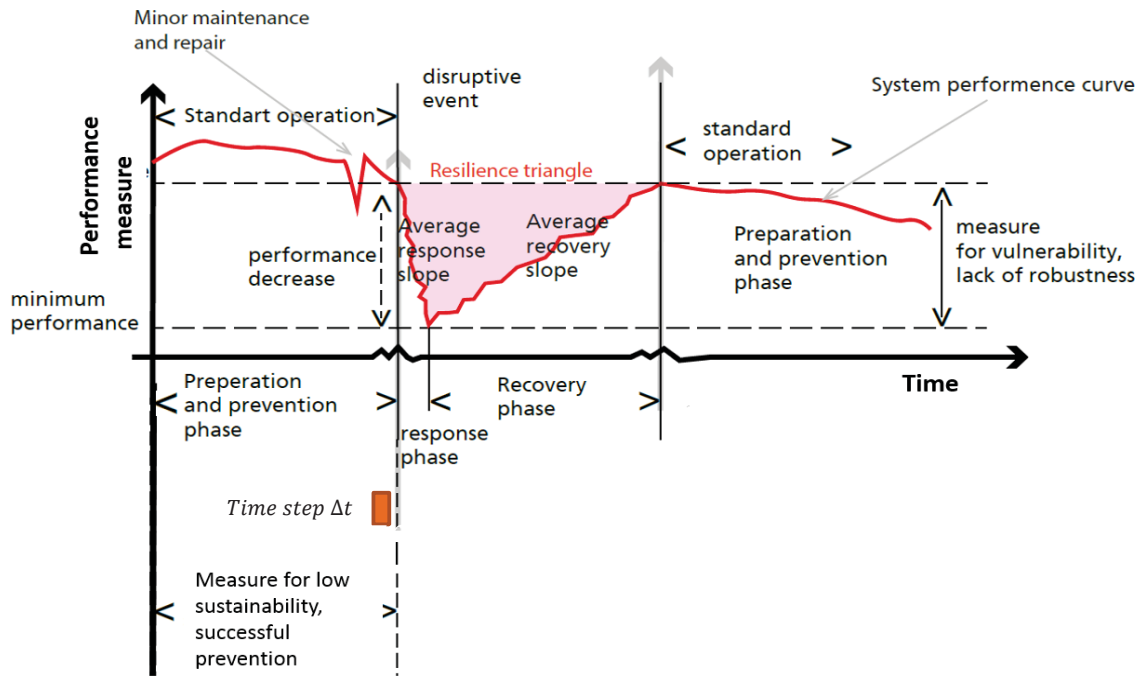 Minor maintenance
and repair
disruptive
event
System performence curve
Standart operation
standard
operation
Performance
measure
Resilience triangle
Average
response
slope
Average
recovery
slope
performance
decrease
Preparation
and prevention
phase
measure
for vulnerability,
lack of robustness
minimum
performance
Time
Preperation
and prevention
phase
Recovery
phase
response
phase
Time step Δt
Measure for low
sustainability,
successful
prevention